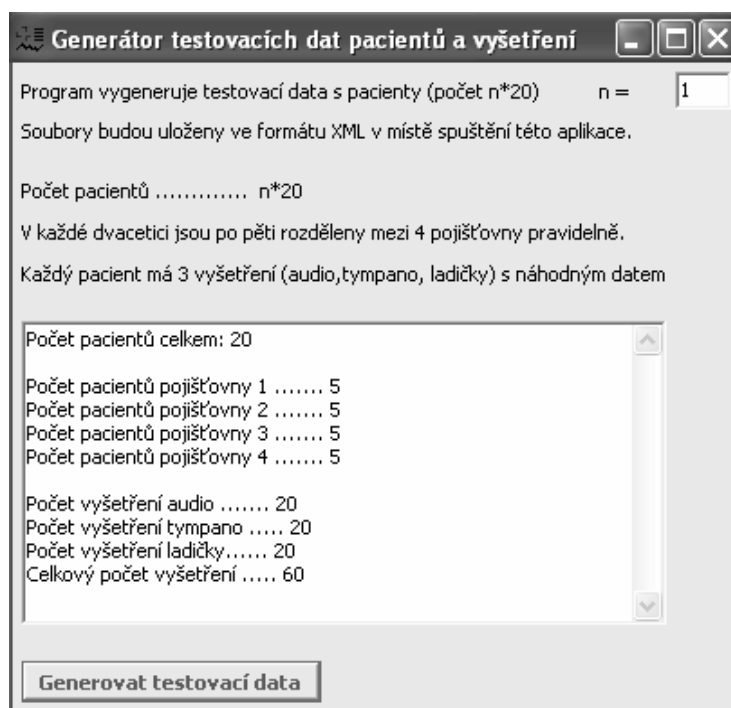 Generátor testovacích dat pacientů a vyšetření
Program vygeneruje testovací data s pacienty (počet n*20) n = 1
Soubory budou uloženy ve formátu XML v místě spuštění této aplikace.
Počet pacientů ............. n*20
V každé dvacetici jsou po pěti rozděleny mezi 4 pojišťovny pravidelně.
Každý pacient má 3 vyšetření (audio,tympano, ladičky) s náhodným datem
Počet pacientů celkem: 20
Počet pacientů pojišťovny 1 ....... 5
Počet pacientů pojišťovny 2 ....... 5
Počet pacientů pojišťovny 3 ....... 5
Počet pacientů pojišťovny 4 ....... 5
Počet vyšetření audio ....... 20
Počet vyšetření tympano ..... 20
Počet vyšetření ladičky...... 20
Celkový počet vyšetření ..... 60
Generovat testovací data